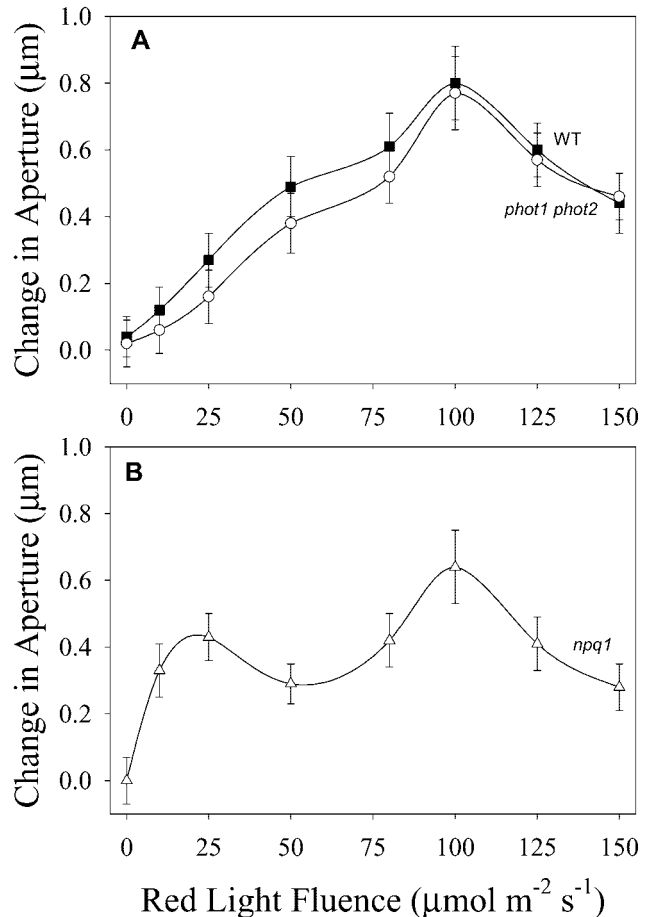 A
Change in Aperture (μm)
1.0
0.8
0.6
0.4
0.2
0.0
WT
phot1 phot2
0 25 50 75 100 125 150
B
Change in Aperture (μm)
1.0
0.8
0.6
0.4
0.2
0.0
npq1
0 25 50 75 100 125 150
Red Light Fluence (μmol m⁻² s⁻¹)